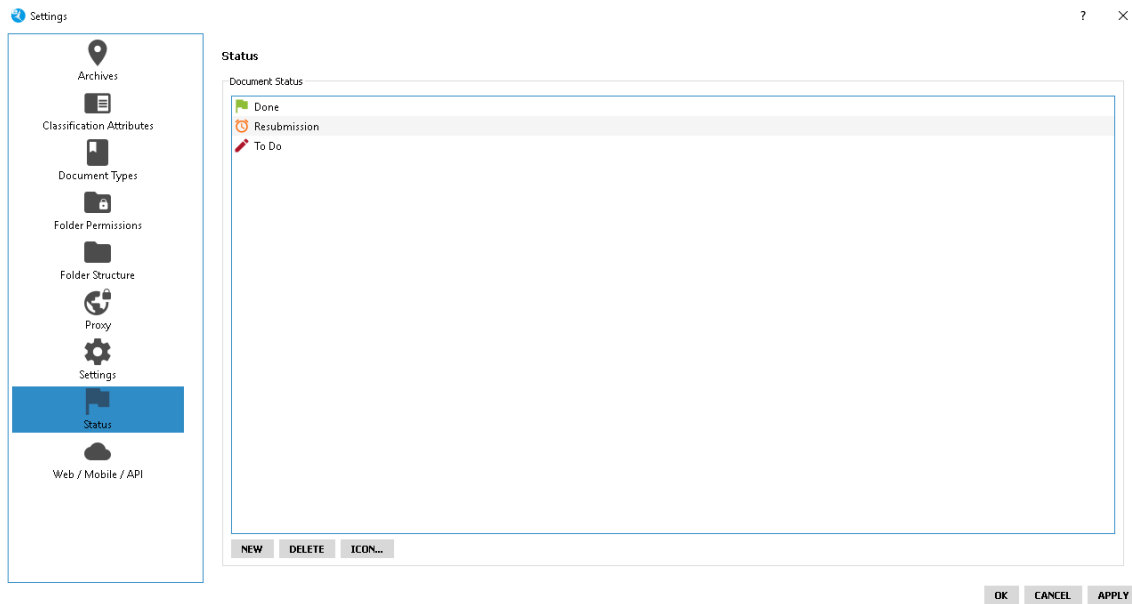 Settings
?
Archives
Classification Attributes
Document Types
Folder Permissions
Folder Structure
Proxy
Settings
Status
Web / Mobile / API
Status
Document Status
Done
Resubmission
To Do
NEW DELETE ICON...
OK CANCEL APPLY